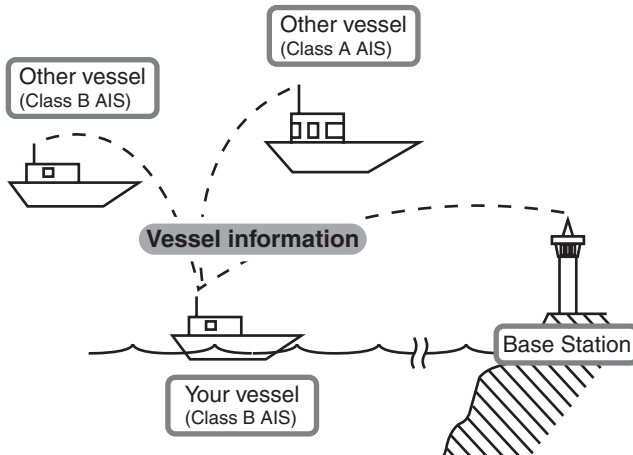 Other vessel
(Class A AIS)
Other vessel
(Class B AIS)
Vessel information
Base Station
Your vessel
(Class B AIS)